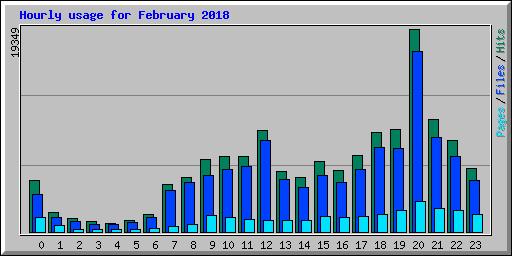 Hourly usage for February 2018
19349
Pages/Files/Hits
0 1 2 3 4 5 6 7 8 9 10 11 12 13 14 15 16 17 18 19 20 21 22 23